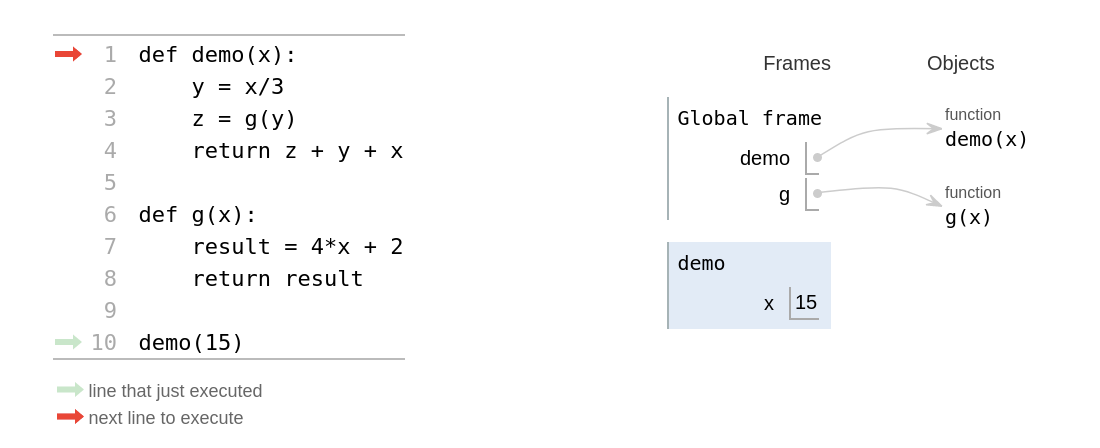 1 def demo(x):
2     y = x/3
3     z = g(y)
4     return z + y + x
5
6 def g(x):
7     result = 4*x + 2
8     return result
9
10 demo(15)
line that just executed
next line to execute
Frames Objects
Global frame
demo
g
function
demo(x)
function
g(x)
demo
x 15